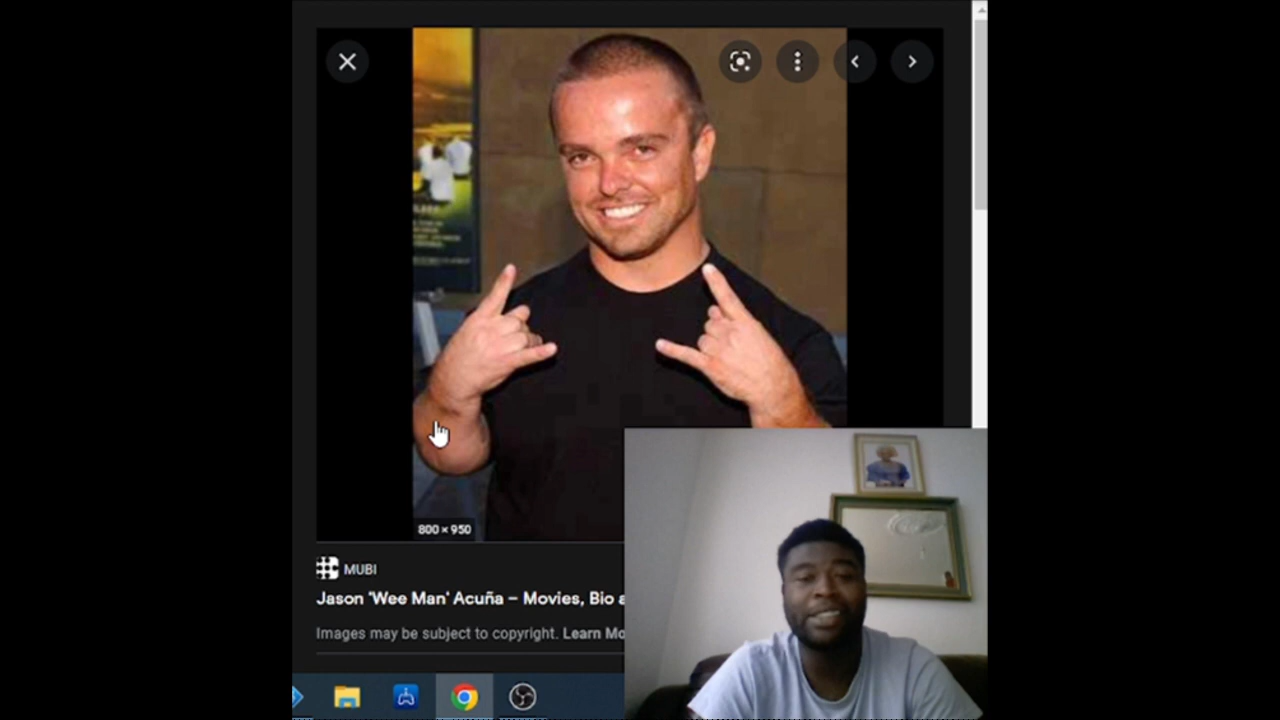 800 × 950
MUBI
Jason 'Wee Man' Acuña – Movies, Bio a
Images may be subject to copyright. Learn Mo